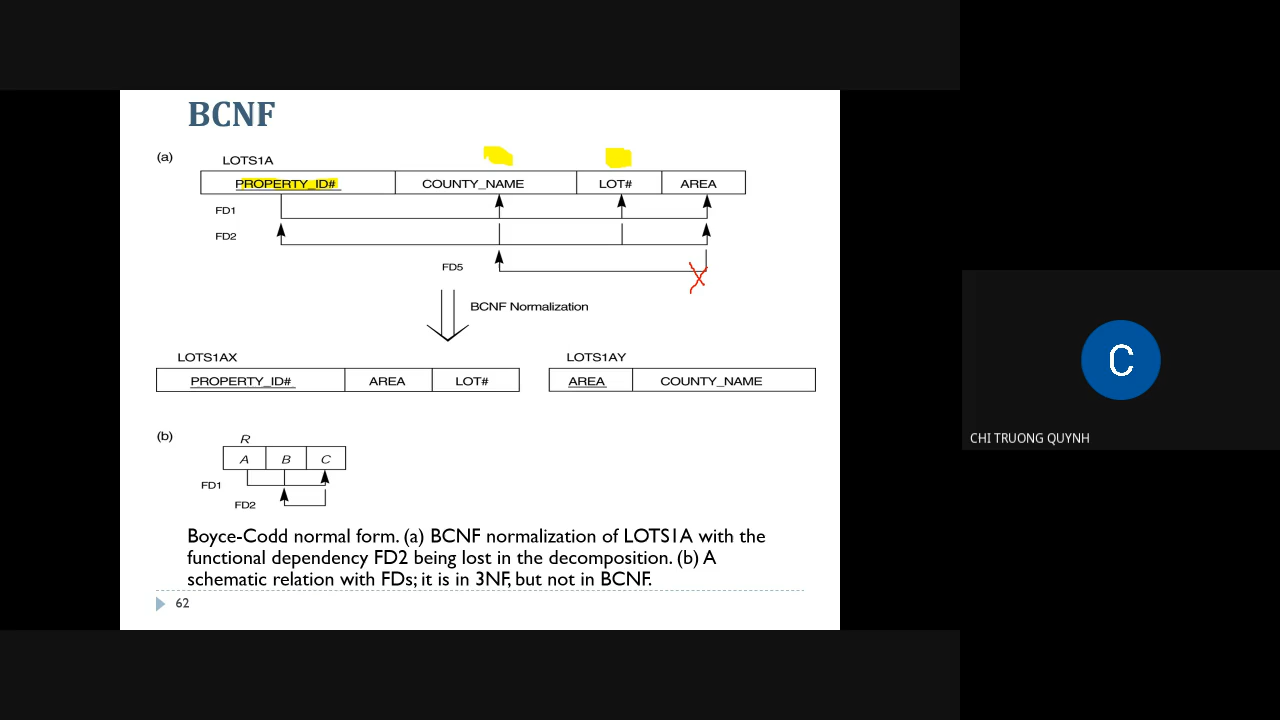 BCNF
(a)
LOTS1A
PROPERTY_ID# COUNTY_NAME LOT# AREA
FD1
FD2
FD5
BCNF Normalization
LOTS1AX LOTS1AY
PROPERTY_ID# AREA LOT# AREA COUNTY_NAME
(b)
R
A B C
FD1
FD2
Boyce-Codd normal form. (a) BCNF normalization of LOTS1A with the
functional dependency FD2 being lost in the decomposition. (b) A
schematic relation with FDs; it is in 3NF, but not in BCNF.
62
C
CHI TRUONG QUYNH